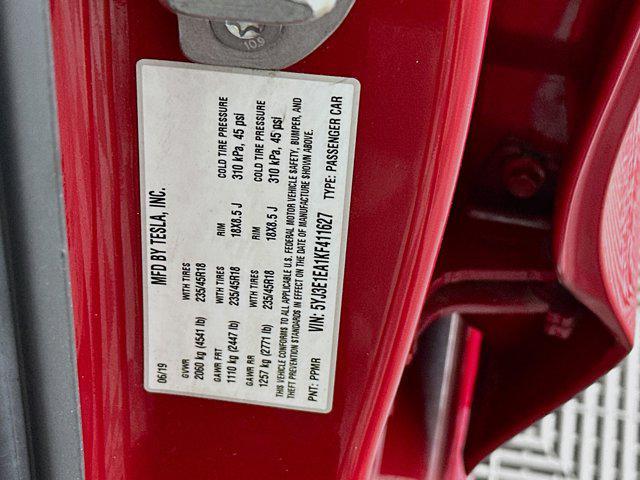 10.9
06/19 MFD BY TESLA, INC.
GVWR WITH TIRES RIM COLD TIRE PRESSURE
2060 kg (4541 lb) 235/45R18 18X8.5 J 310 kPa, 45 psi
GAWR FRT WITH TIRES RIM COLD TIRE PRESSURE
1110 kg (2447 lb) 235/45R18 18X8.5 J 310 kPa, 45 psi
GAWR RR WITH TIRES
1257 kg (2771 lb) 235/45R18
THIS VEHICLE CONFORMS TO ALL APPLICABLE U.S. FEDERAL MOTOR VEHICLE SAFETY, BUMPER, AND
THEFT PREVENTION STANDARDS IN EFFECT ON THE DATE OF MANUFACTURE SHOWN ABOVE.
PNT: PPMR VIN: 5YJ3E1EA1KF411627 TYPE: PASSENGER CAR